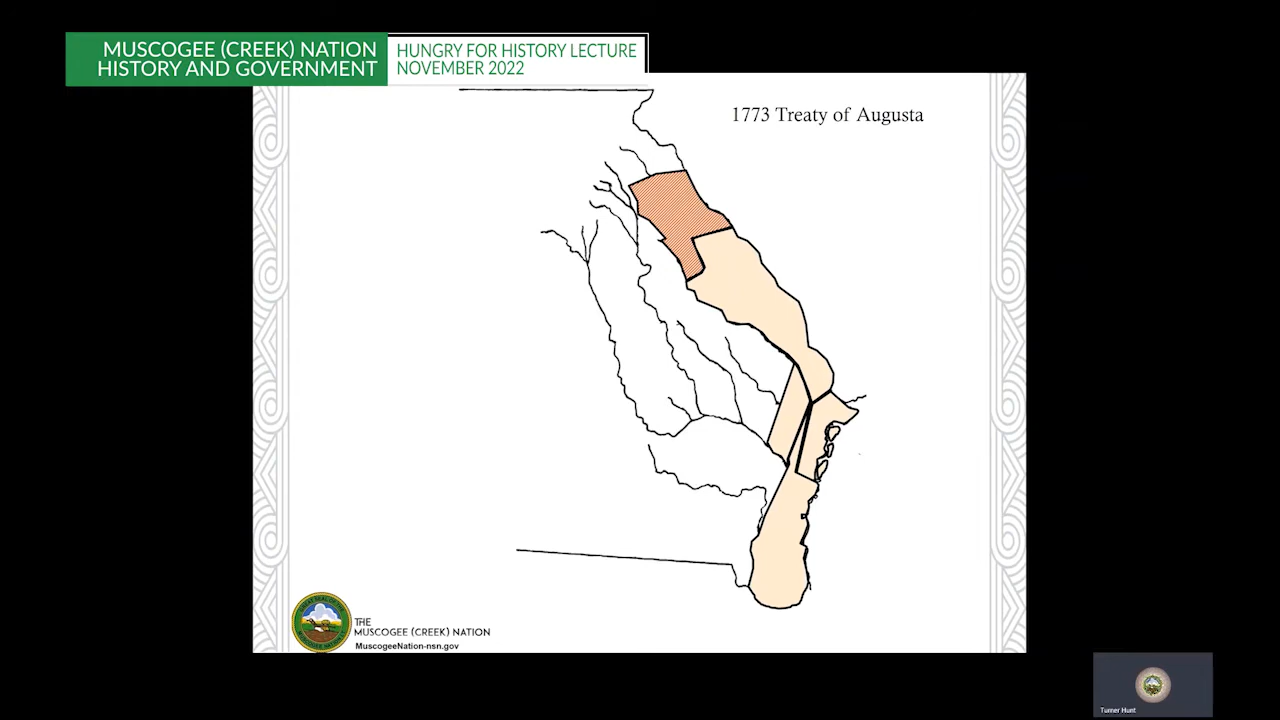 MUSCOGEE (CREEK) NATION
HISTORY AND GOVERNMENT
HUNGRY FOR HISTORY LECTURE
NOVEMBER 2022
1773 Treaty of Augusta
THE
MUSCOGEE (CREEK) NATION
MuscogeeNation-nsn.gov
Turner Hunt